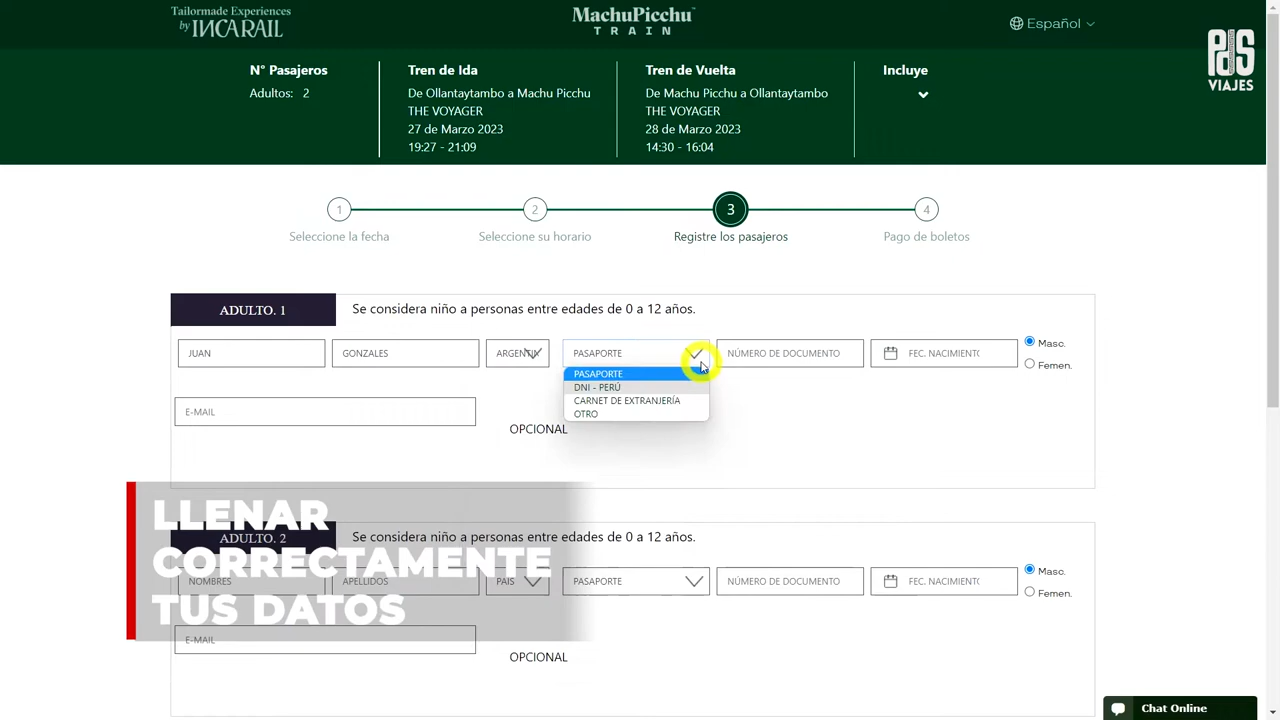 Tailormade Experiences
by INCARAIL
MachuPicchu
TRAIN
Español
PdS
VIAJES
N° Pasajeros
Adultos: 2
Tren de Ida
De Ollantaytambo a Machu Picchu
THE VOYAGER
27 de Marzo 2023
19:27 - 21:09
Tren de Vuelta
De Machu Picchu a Ollantaytambo
THE VOYAGER
28 de Marzo 2023
14:30 - 16:04
Incluye
1
Seleccione la fecha
2
Seleccione su horario
3
Registre los pasajeros
4
Pago de boletos
ADULTO. 1
Se considera niño a personas entre edades de 0 a 12 años.
JUAN
GONZALES
ARGENTIN
PASAPORTE
NÚMERO DE DOCUMENTO
FEC. NACIMIENTO
Masc.
Femen.
PASAPORTE
DNI - PERÚ
CARNET DE EXTRANJERÍA
OTRO
E-MAIL
OPCIONAL
LLENAR
CORRECTAMENTE
TUS DATOS
ADULTO. 2
Se considera niño a personas entre edades de 0 a 12 años.
NOMBRES
APELLIDOS
PAIS
PASAPORTE
NÚMERO DE DOCUMENTO
FEC. NACIMIENTO
Masc.
Femen.
E-MAIL
OPCIONAL
Chat Online